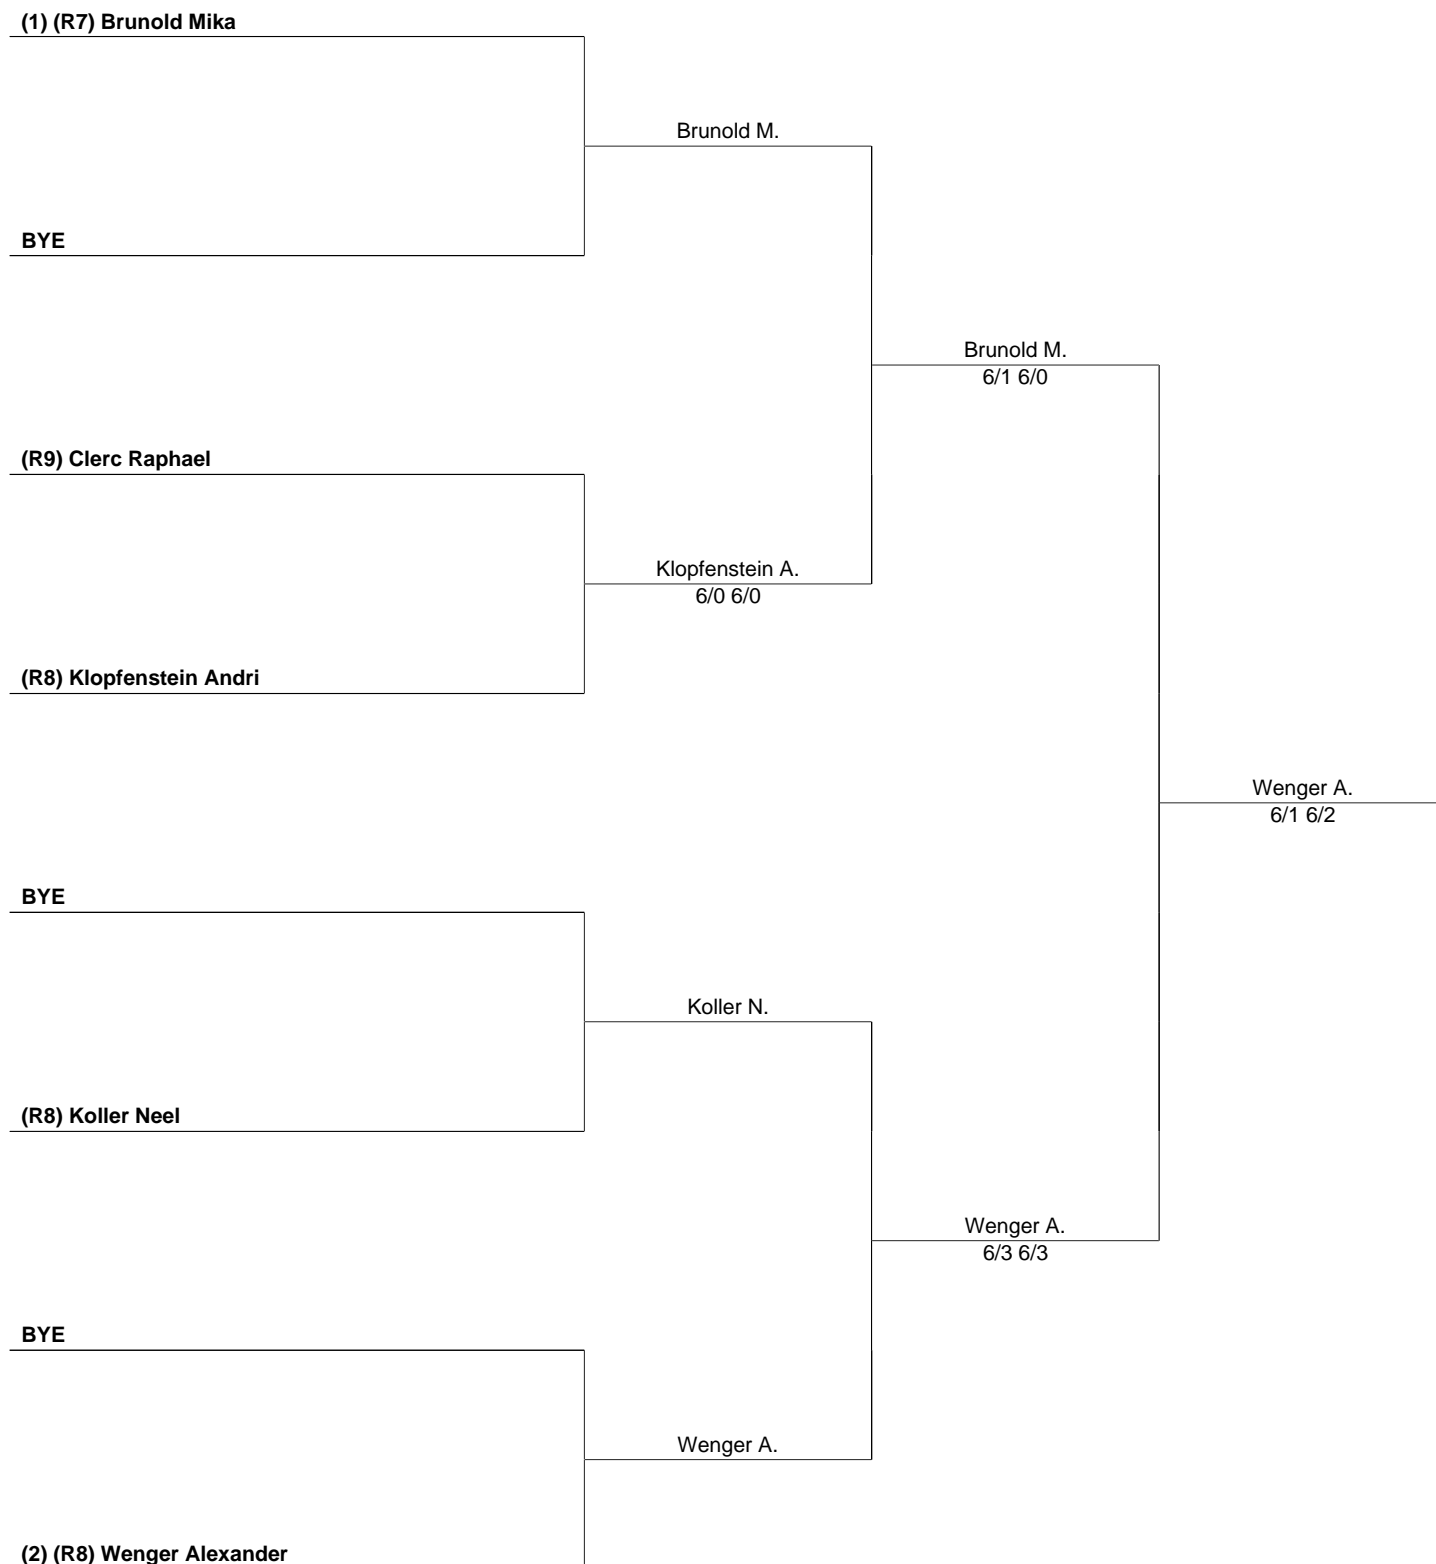 (1) (R7) Brunold Mika
Brunold M.
BYE
Brunold M.
6/1 6/0
(R9) Clerc Raphael
Klopfenstein A.
6/0 6/0
(R8) Klopfenstein Andri
Wenger A.
6/1 6/2
BYE
Koller N.
(R8) Koller Neel
Wenger A.
6/3 6/3
BYE
Wenger A.
(2) (R8) Wenger Alexander